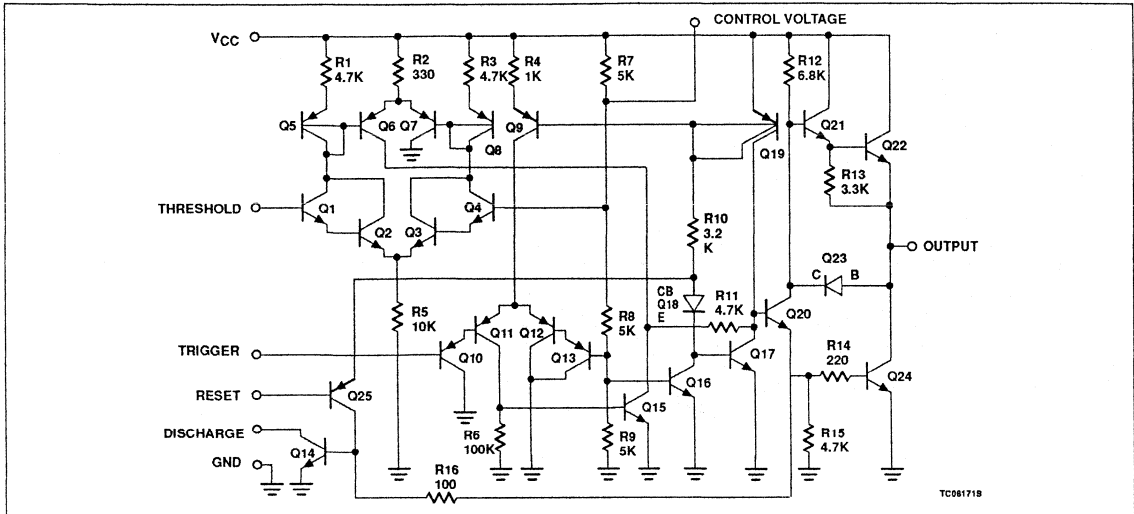 CONTROL VOLTAGE
VCC
R1
4.7K
R2
330
R3
4.7K
R4
1K
R7
5K
R12
6.8K
Q5
Q6
Q7
Q8
Q9
Q19
Q21
Q22
R13
3.3K
THRESHOLD
Q1
Q2
Q3
Q4
R10
3.2
K
OUTPUT
Q23
C
B
CB
Q18
E
R11
4.7K
Q20
R5
10K
Q11
Q12
R8
5K
Q13
Q10
TRIGGER
Q17
R14
220
Q16
Q24
RESET
Q25
Q15
DISCHARGE
Q14
R6
100K
R9
5K
R15
4.7K
GND
R16
100
TC06171S